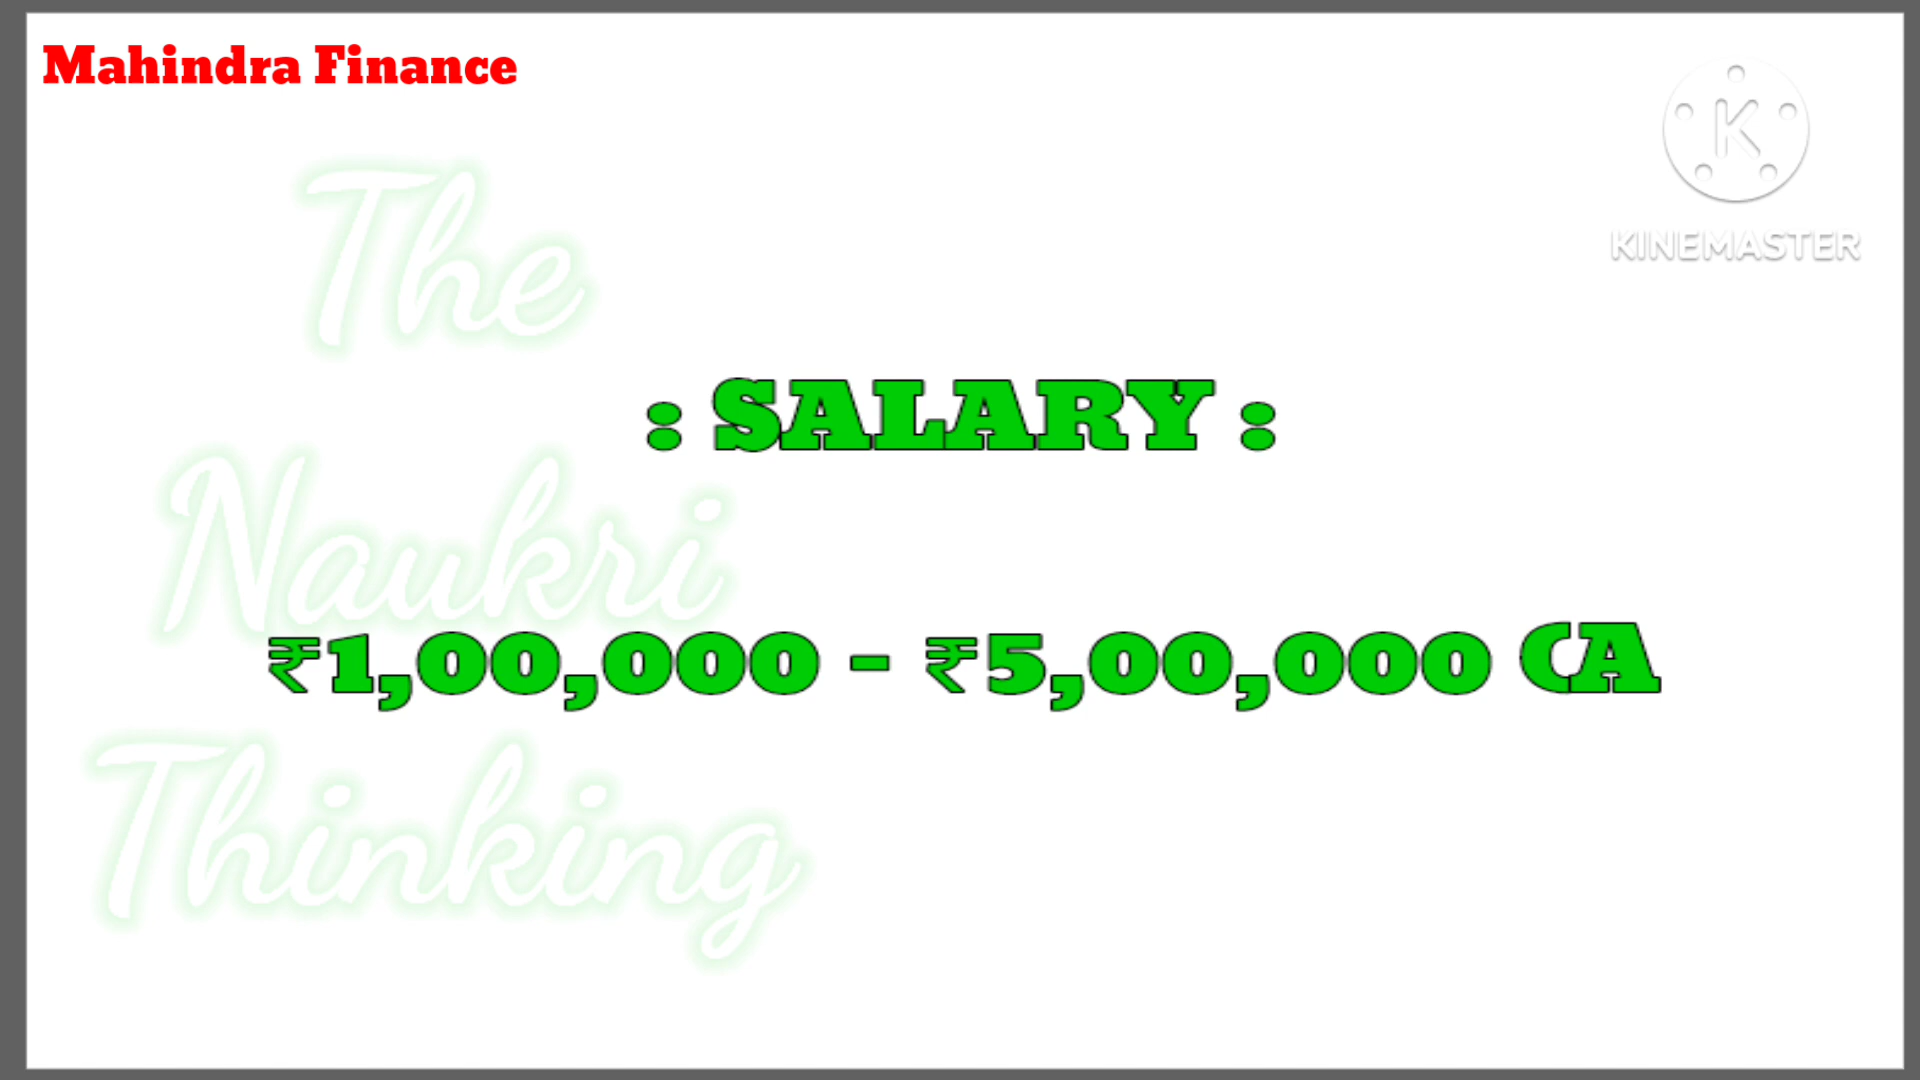 Mahindra Finance
KINEMASTER
The
: SALARY :
Naukri
₹1,00,000 - ₹5,00,000 CA
Thinking